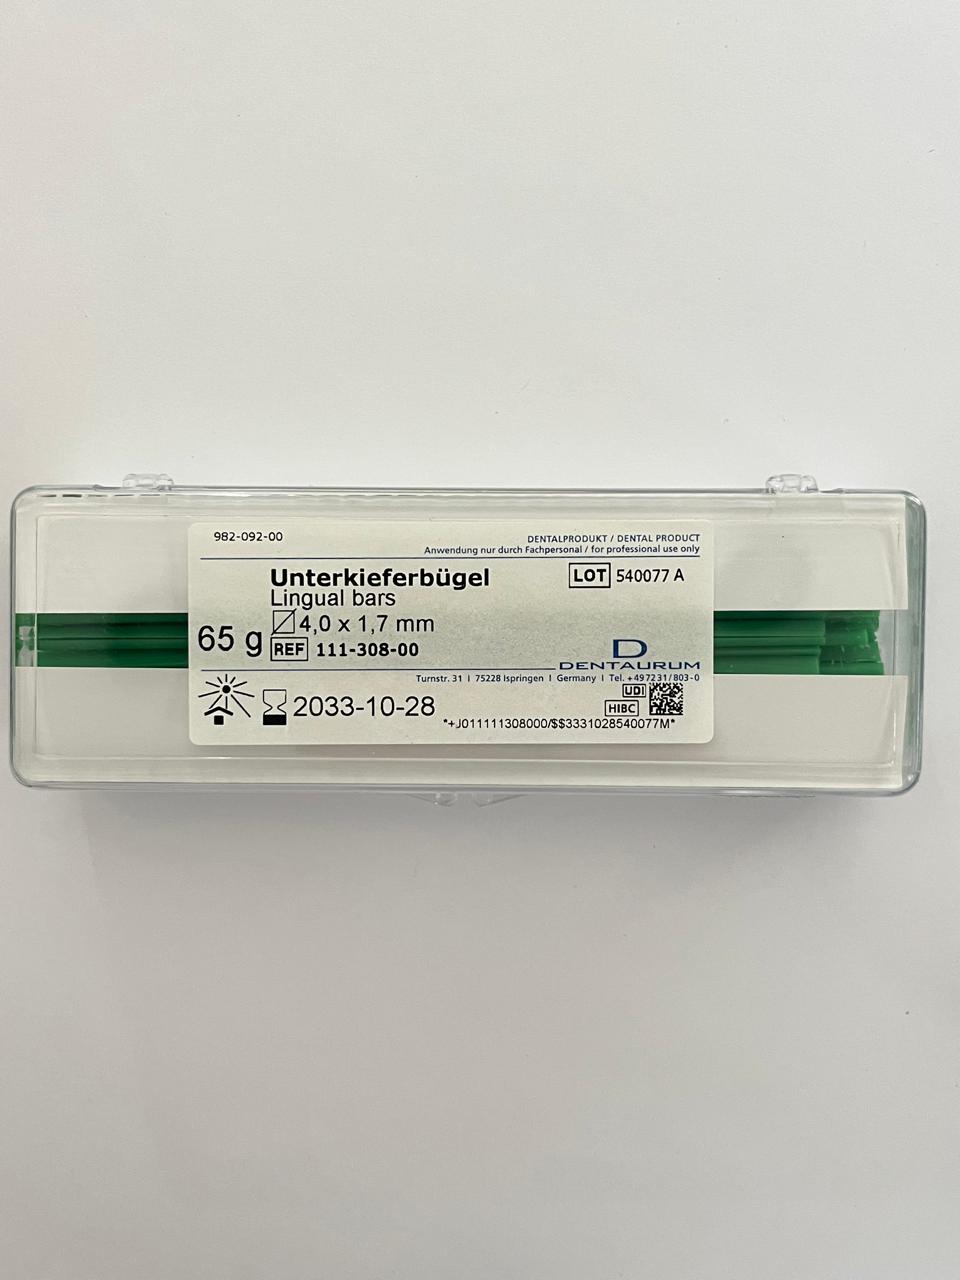 982-092-00
DENTALPRODUKT / DENTAL PRODUCT
Anwendung nur durch Fachpersonal / for professional use only
Unterkieferbügel
LOT 540077 A
Lingual bars
4,0 x 1,7 mm
65 g
REF 111-308-00
D
DENTAURUM
Turnstr. 31 I 75228 Ispringen I Germany I Tel. +497231/803-0
UDI
2033-10-28
HIBC
*+J011111308000/$$3331028540077M*